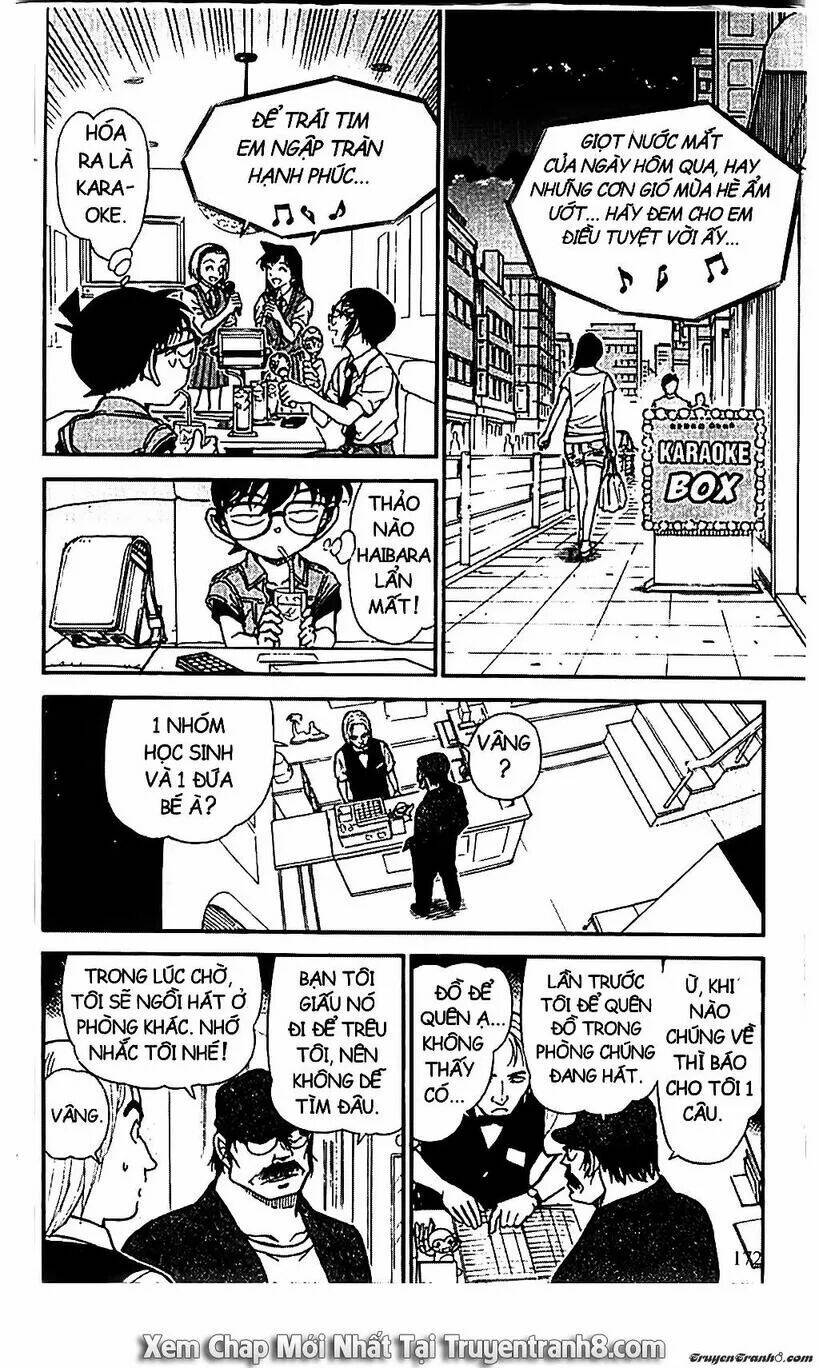 GIỌT NƯỚC MẮT
CỦA NGÀY HÔM QUA, HAY
NHƯNG CƠN GIÓ MÙA HÈ ẨM
ƯỚT... HÃY ĐEM CHO EM
ĐIỀU TUYỆT VỜI ẤY...
KARAOKE
BOX
ĐỂ TRÁI TIM
EM NGẬP TRÀN
HẠNH PHÚC...
HÓA
RA LÀ
KARA-
OKE.
THẢO
NÀO
HAIBARA
LẨN
MẤT!
VÂNG
?
1 NHÓM
HỌC SINH
VÀ 1 ĐỨA
BÉ À?
Ừ, KHI
NÀO
CHÚNG VỀ
THÌ BÁO
CHO TÔI 1
CÂU.
LẦN TRƯỚC
TÔI ĐỂ QUÊN
ĐỒ TRONG
PHÒNG CHÚNG
ĐANG HÁT.
ĐỒ ĐỂ
QUÊN Ạ...
KHÔNG
THẤY
CÓ...
BẠN TÔI
GIẤU NÓ
ĐI ĐỂ TRÊU
TÔI, NÊN
KHÔNG DỄ
TÌM ĐÂU.
TRONG LÚC CHỜ,
TÔI SẼ NGỒI HÁT Ở
PHÒNG KHÁC. NHỚ
NHẮC TÔI NHÉ!
VÂNG.
172
Xem Chap Mới Nhất Tại Truyentranh8.com
TruyenTranh8.com